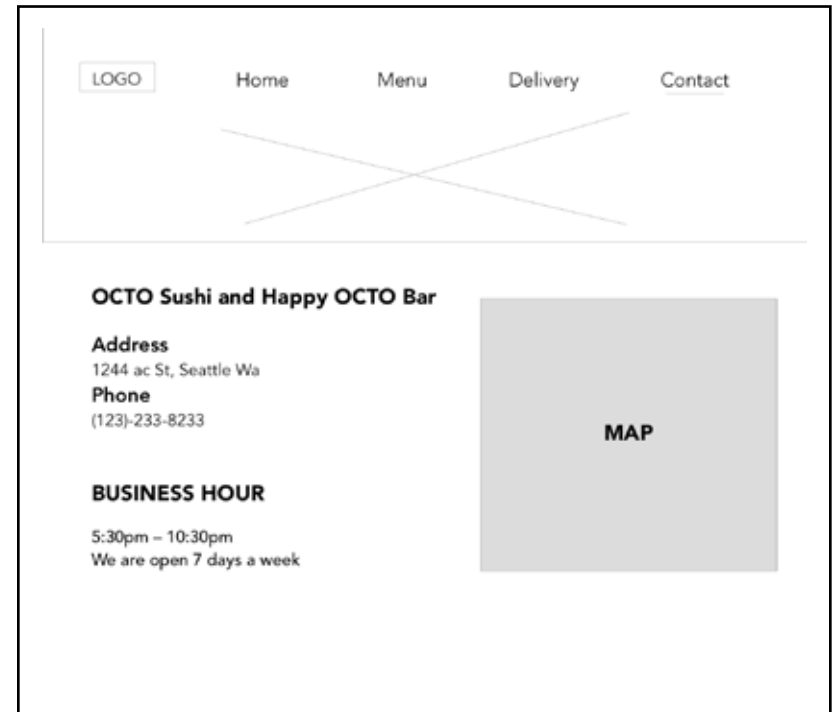 LOGO Home Menu Delivery Contact
OCTO Sushi and Happy OCTO Bar
Address
1244 ac St, Seattle Wa
Phone
(123)-233-8233
MAP
BUSINESS HOUR
5:30pm – 10:30pm
We are open 7 days a week